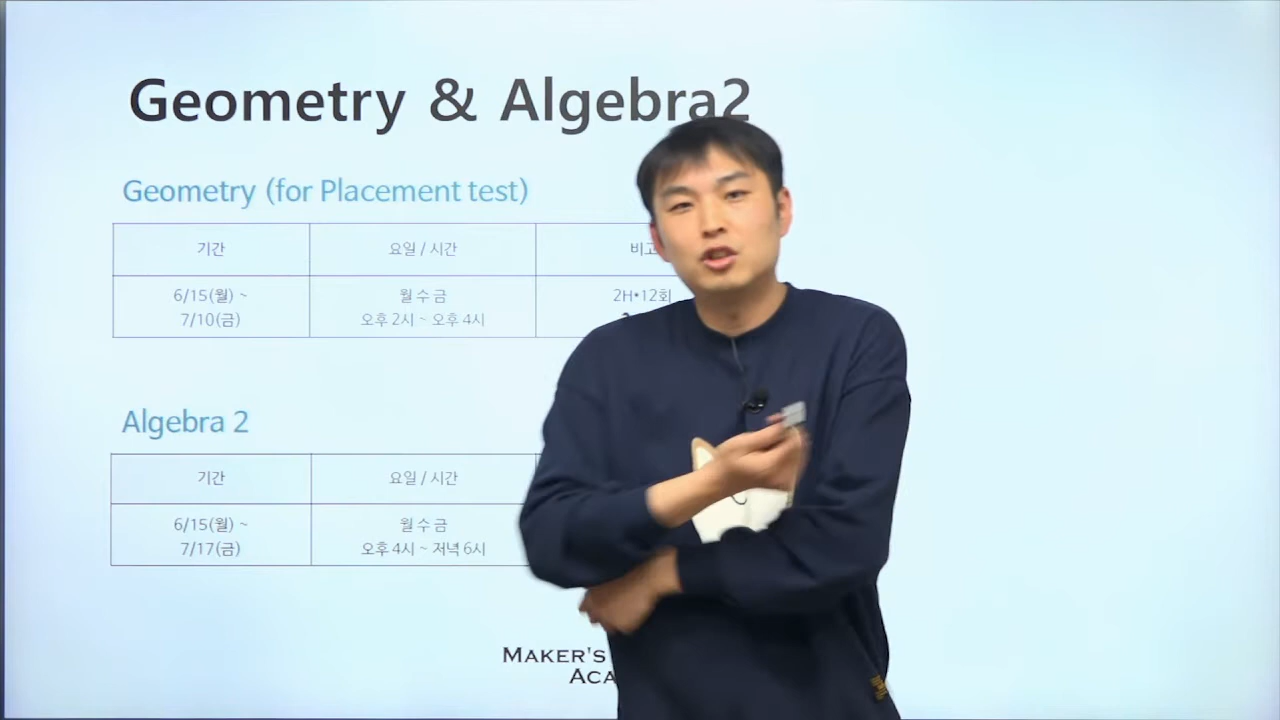 Geometry & Algebra2
Geometry (for Placement test)
기간
요일 / 시간
비고
6/15(월) ~
7/10(금)
월 수 금
오후 2시 ~ 오후 4시
2H•12회
Algebra 2
기간
요일 / 시간
6/15(월) ~
7/17(금)
월 수 금
오후 4시 ~ 저녁 6시
MAKER'S